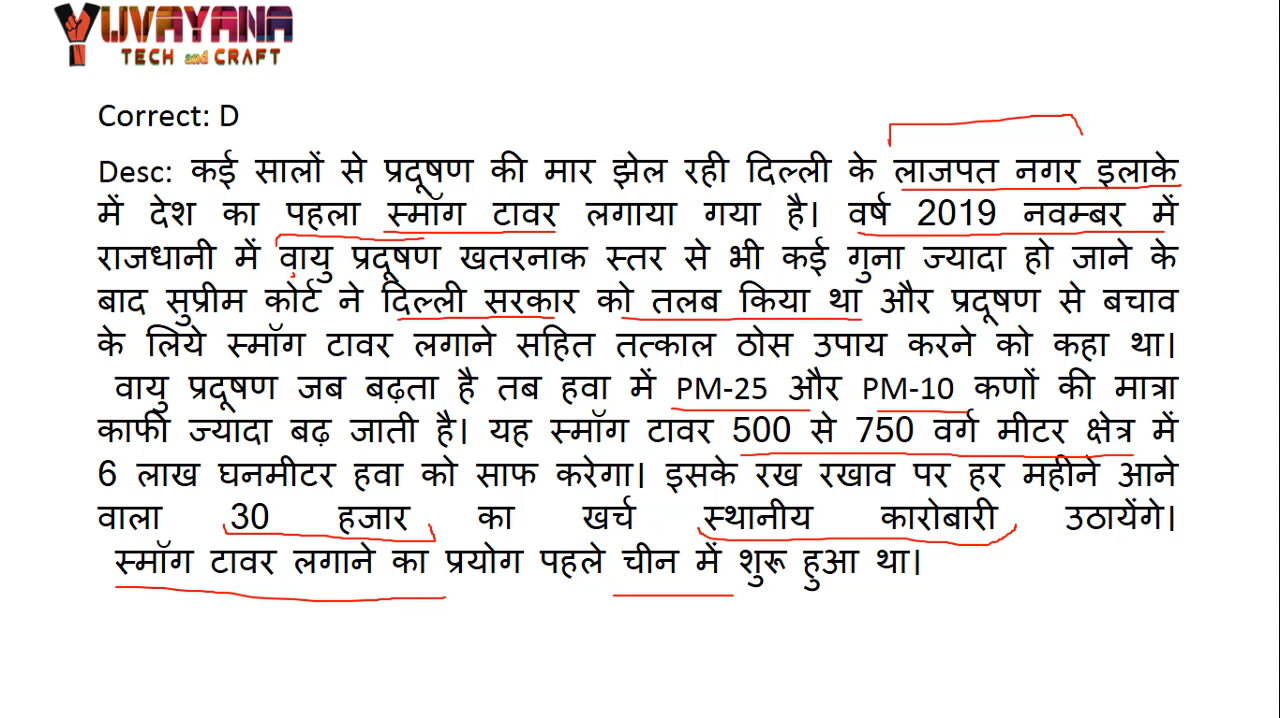 YUVAYANA
TECH and CRAFT
Correct: D
Desc: कई सालों से प्रदूषण की मार झेल रही दिल्ली के लाजपत नगर इलाके
में देश का पहला स्मॉग टावर लगाया गया है। वर्ष 2019 नवम्बर में
राजधानी में वायु प्रदूषण खतरनाक स्तर से भी कई गुना ज्यादा हो जाने के
बाद सुप्रीम कोर्ट ने दिल्ली सरकार को तलब किया था और प्रदूषण से बचाव
के लिये स्मॉग टावर लगाने सहित तत्काल ठोस उपाय करने को कहा था।
वायु प्रदूषण जब बढ़ता है तब हवा में PM-25 और PM-10 कणों की मात्रा
काफी ज्यादा बढ़ जाती है। यह स्मॉग टावर 500 से 750 वर्ग मीटर क्षेत्र में
6 लाख घनमीटर हवा को साफ करेगा। इसके रख रखाव पर हर महीने आने
वाला 30 हजार का खर्च स्थानीय कारोबारी उठायेंगे।
स्मॉग टावर लगाने का प्रयोग पहले चीन में शुरू हुआ था।